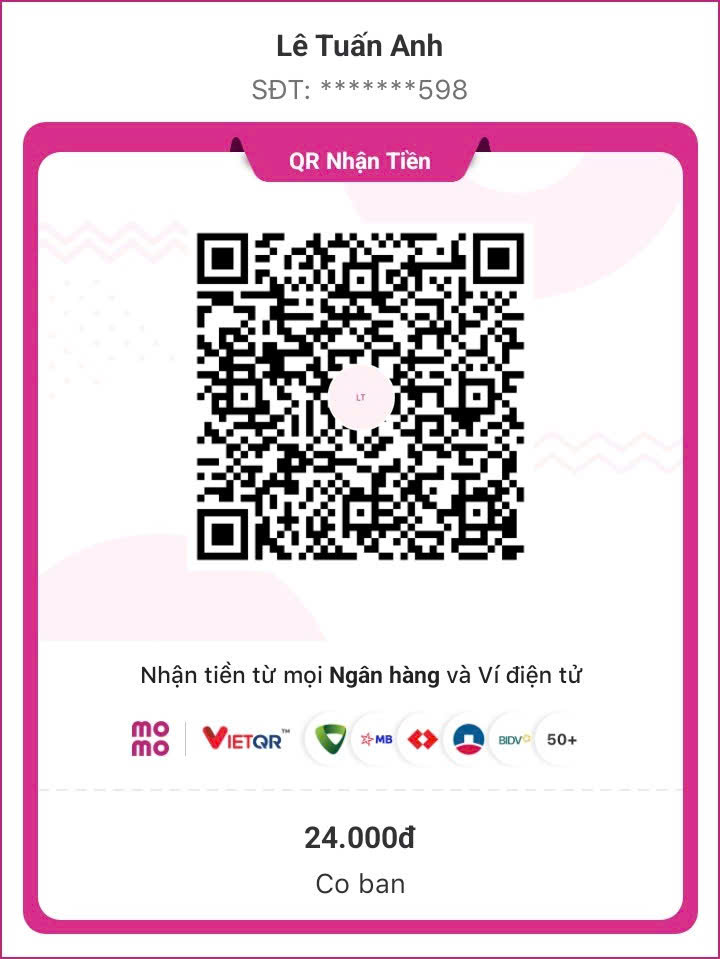 Lê Tuấn Anh
SĐT: *******598
QR Nhận Tiền
LT
Nhận tiền từ mọi Ngân hàng và Ví điện tử
mo
mo
VIETQR™
MB
BIDV
50+
24.000đ
Co ban